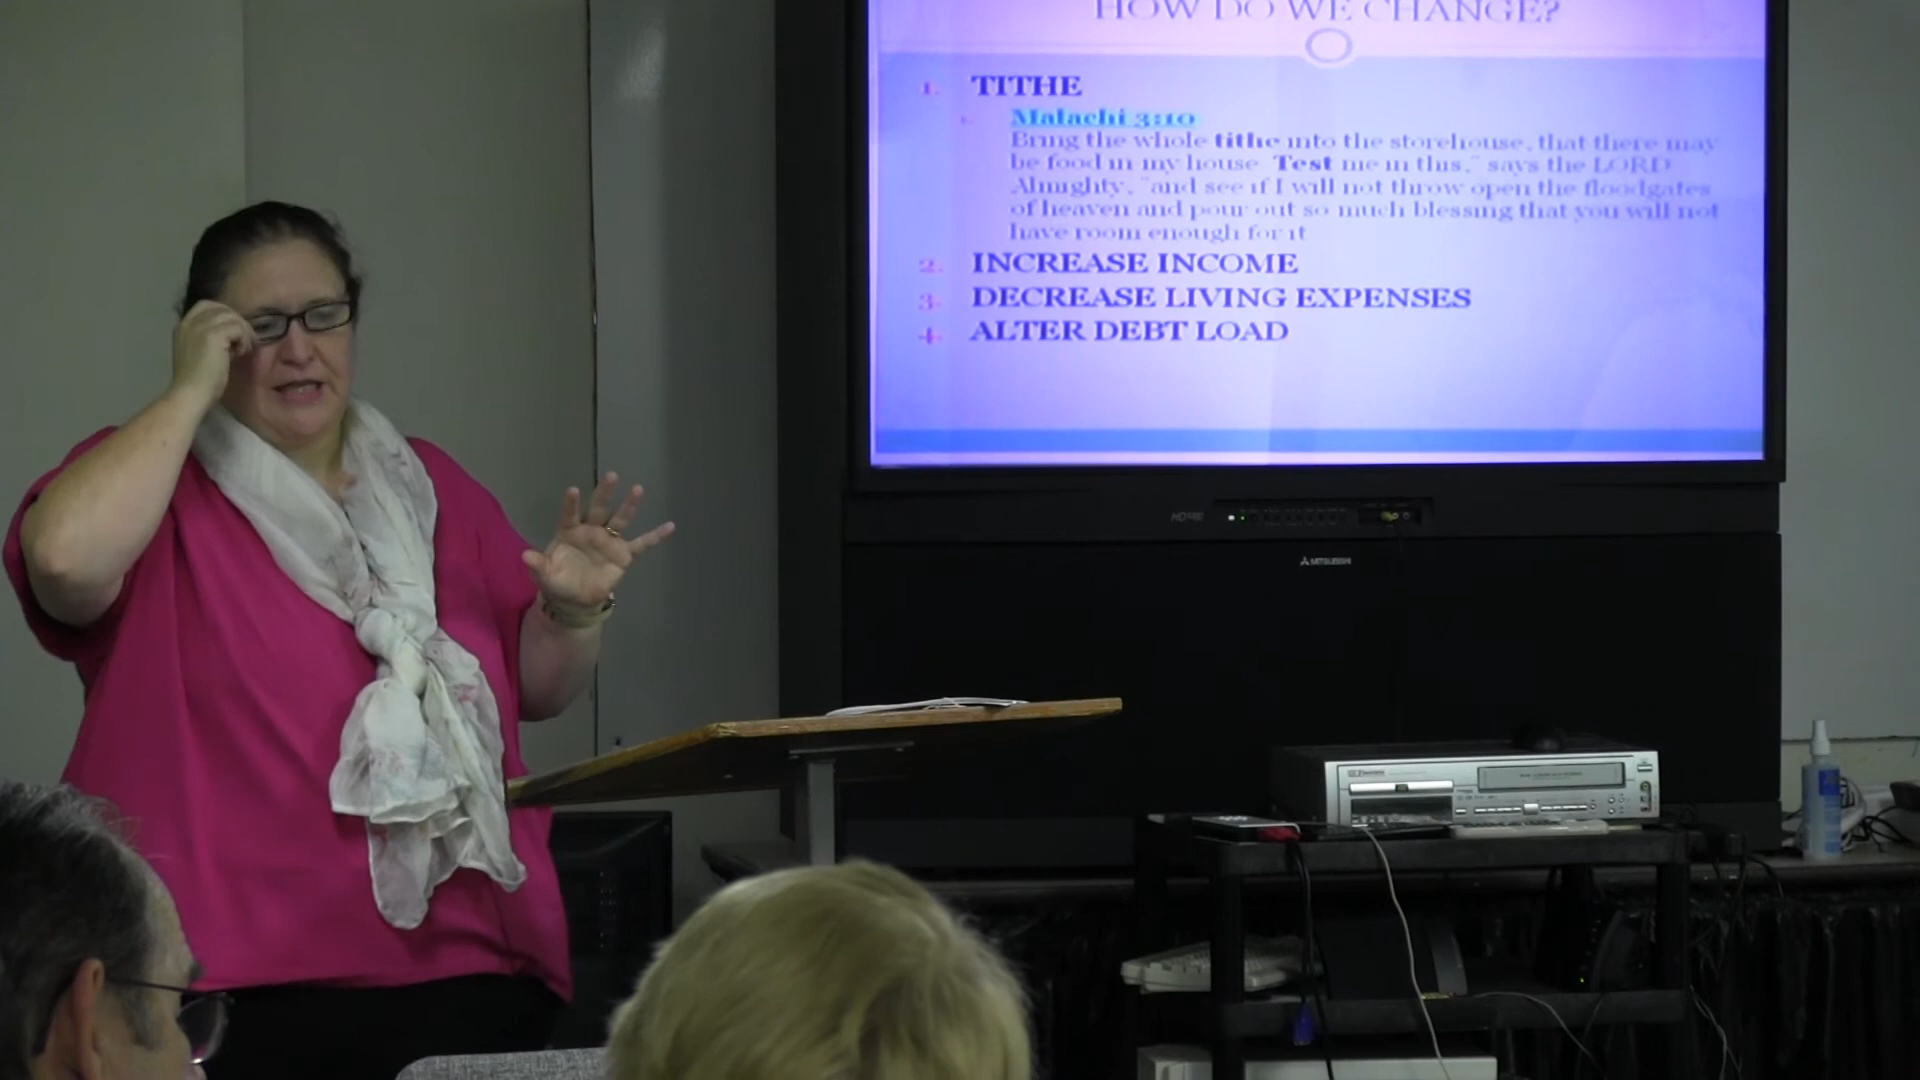 HOW DO WE CHANGE?
1. TITHE
Malachi 3:10
Bring the whole tithe into the storehouse, that there may
be food in my house. Test me in this," says the LORD
Almighty, "and see if I will not throw open the floodgates
of heaven and pour out so much blessing that you will not
have room enough for it
2. INCREASE INCOME
3. DECREASE LIVING EXPENSES
4. ALTER DEBT LOAD
MITSUBISHI